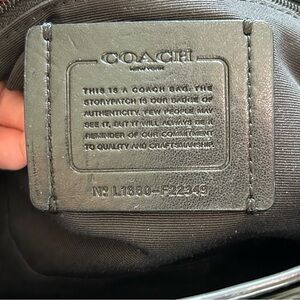 COACH
NEW YORK
THIS IS A COACH BAG. THE
STORYPATCH IS OUR BADGE OF
AUTHENTICITY. FEW PEOPLE MAY
SEE IT, BUT IT WILL ALWAYS BE A
REMINDER OF OUR COMMITMENT
TO QUALITY AND CRAFTSMANSHIP.
Nº L1880-F22349